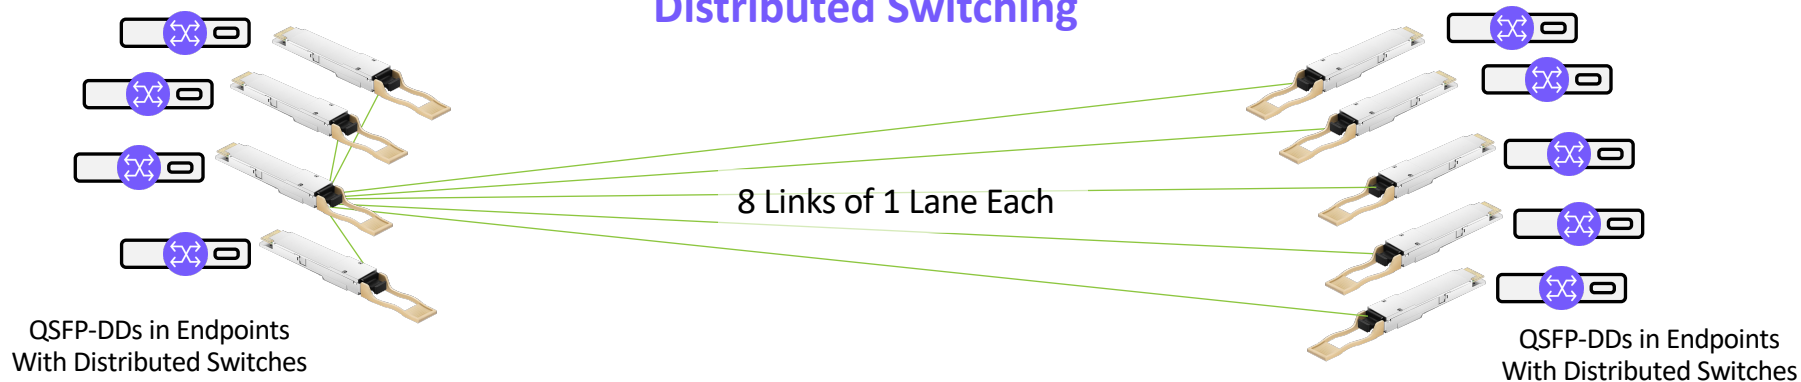 Distributed Switching
8 Links of 1 Lane Each
QSFP-DDs in Endpoints
With Distributed Switches
QSFP-DDs in Endpoints
With Distributed Switches